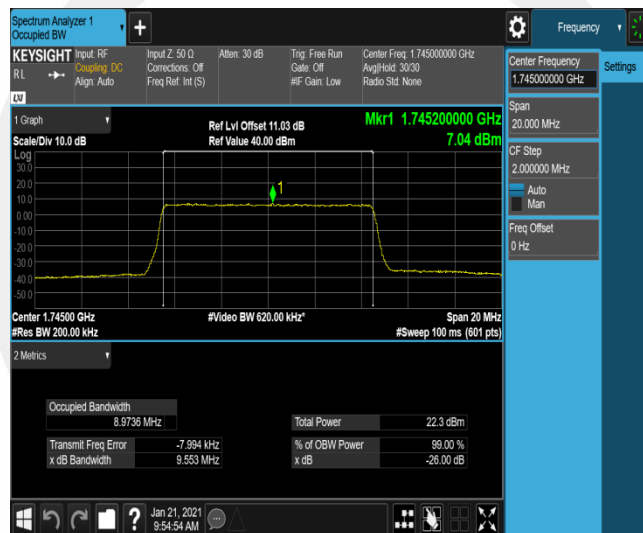 Spectrum Analyzer 1
Occupied BW
Frequency
KEYSIGHT
RL
LXI
Input: RF
Coupling: DC
Align: Auto
Input Z: 50 Ω
Corrections: Off
Freq Ref: Int (S)
Atten: 30 dB
Trig: Free Run
Gate: Off
#IF Gain: Low
Center Freq: 1.745000000 GHz
Avg|Hold: 30/30
Radio Std: None
Center Frequency
1.745000000 GHz
Settings
Span
20.000 MHz
CF Step
2.000000 MHz
Auto
Man
Freq Offset
0 Hz
1 Graph
Scale/Div 10.0 dB
Ref Lvl Offset 11.03 dB
Ref Value 40.00 dBm
Mkr1 1.745200000 GHz
7.04 dBm
Log
30.0
20.0
10.0
0.00
-10.0
-20.0
-30.0
-40.0
-50.0
1
Center 1.74500 GHz
#Res BW 200.00 kHz
#Video BW 620.00 kHz*
Span 20 MHz
#Sweep 100 ms (601 pts)
2 Metrics
Occupied Bandwidth
8.9736 MHz
Total Power 22.3 dBm
Transmit Freq Error -7.994 kHz
% of OBW Power 99.00 %
x dB Bandwidth 9.553 MHz
x dB -26.00 dB
?
Jan 21, 2021
9:54:54 AM